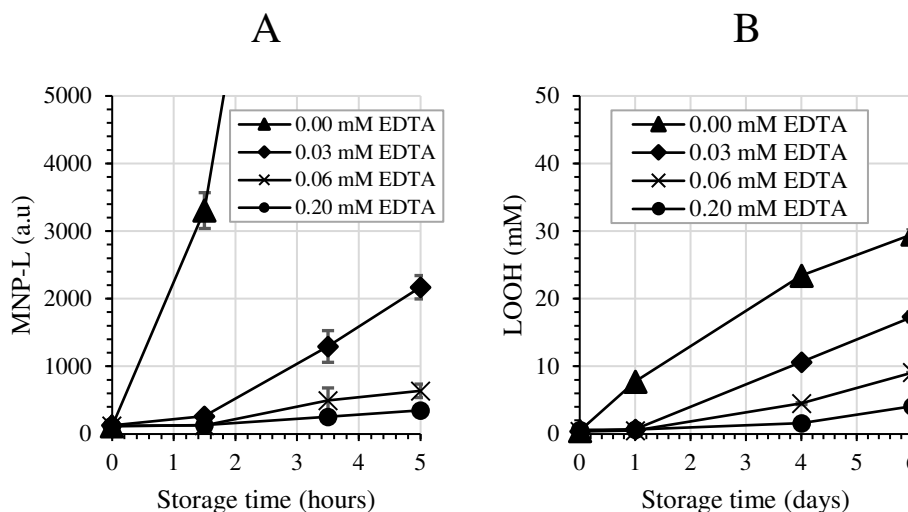 A
B
5000
4000
3000
2000
1000
0
MNP-L (a.u)
0.00 mM EDTA
0.03 mM EDTA
0.06 mM EDTA
0.20 mM EDTA
0 1 2 3 4 5
Storage time (hours)
50
40
30
20
10
0
LOOH (mM)
0.00 mM EDTA
0.03 mM EDTA
0.06 mM EDTA
0.20 mM EDTA
0 1 2 3 4 5
Storage time (days)